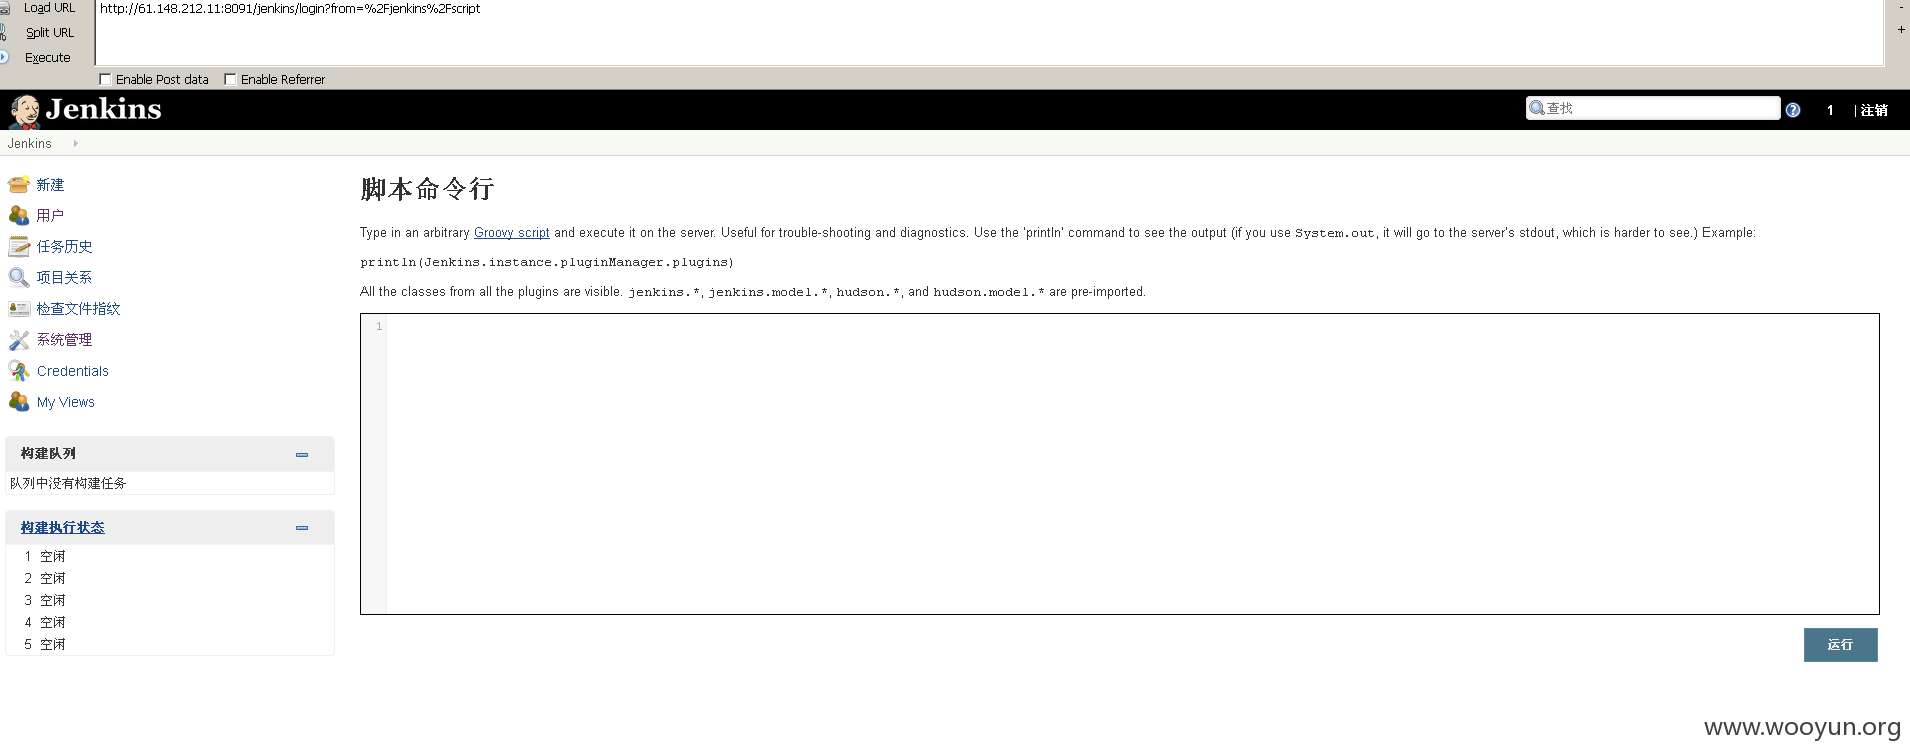 Load URL
http://61.148.212.11:8091/jenkins/login?from=%2Fjenkins%2Fscript
-
Split URL
+
Execute
Enable Post data
Enable Referrer
Jenkins
查找
?
1
| 注销
Jenkins
新建
用户
任务历史
项目关系
检查文件指纹
系统管理
Credentials
My Views
构建队列
队列中没有构建任务
构建执行状态
1 空闲
2 空闲
3 空闲
4 空闲
5 空闲
脚本命令行
Type in an arbitrary Groovy script and execute it on the server. Useful for trouble-shooting and diagnostics. Use the 'println' command to see the output (if you use System.out, it will go to the server's stdout, which is harder to see.) Example:
println(Jenkins.instance.pluginManager.plugins)
All the classes from all the plugins are visible. jenkins.*, jenkins.model.*, hudson.*, and hudson.model.* are pre-imported.
1
运行
www.wooyun.org